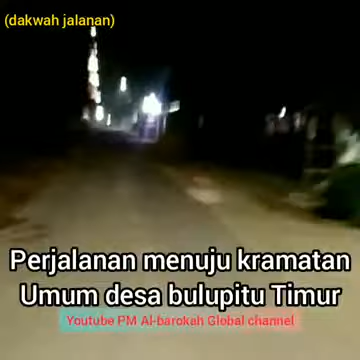 (dakwah jalanan)
Perjalanan menuju kramatan
Umum desa bulupitu Timur
Youtube PM Al-barokah Global channel